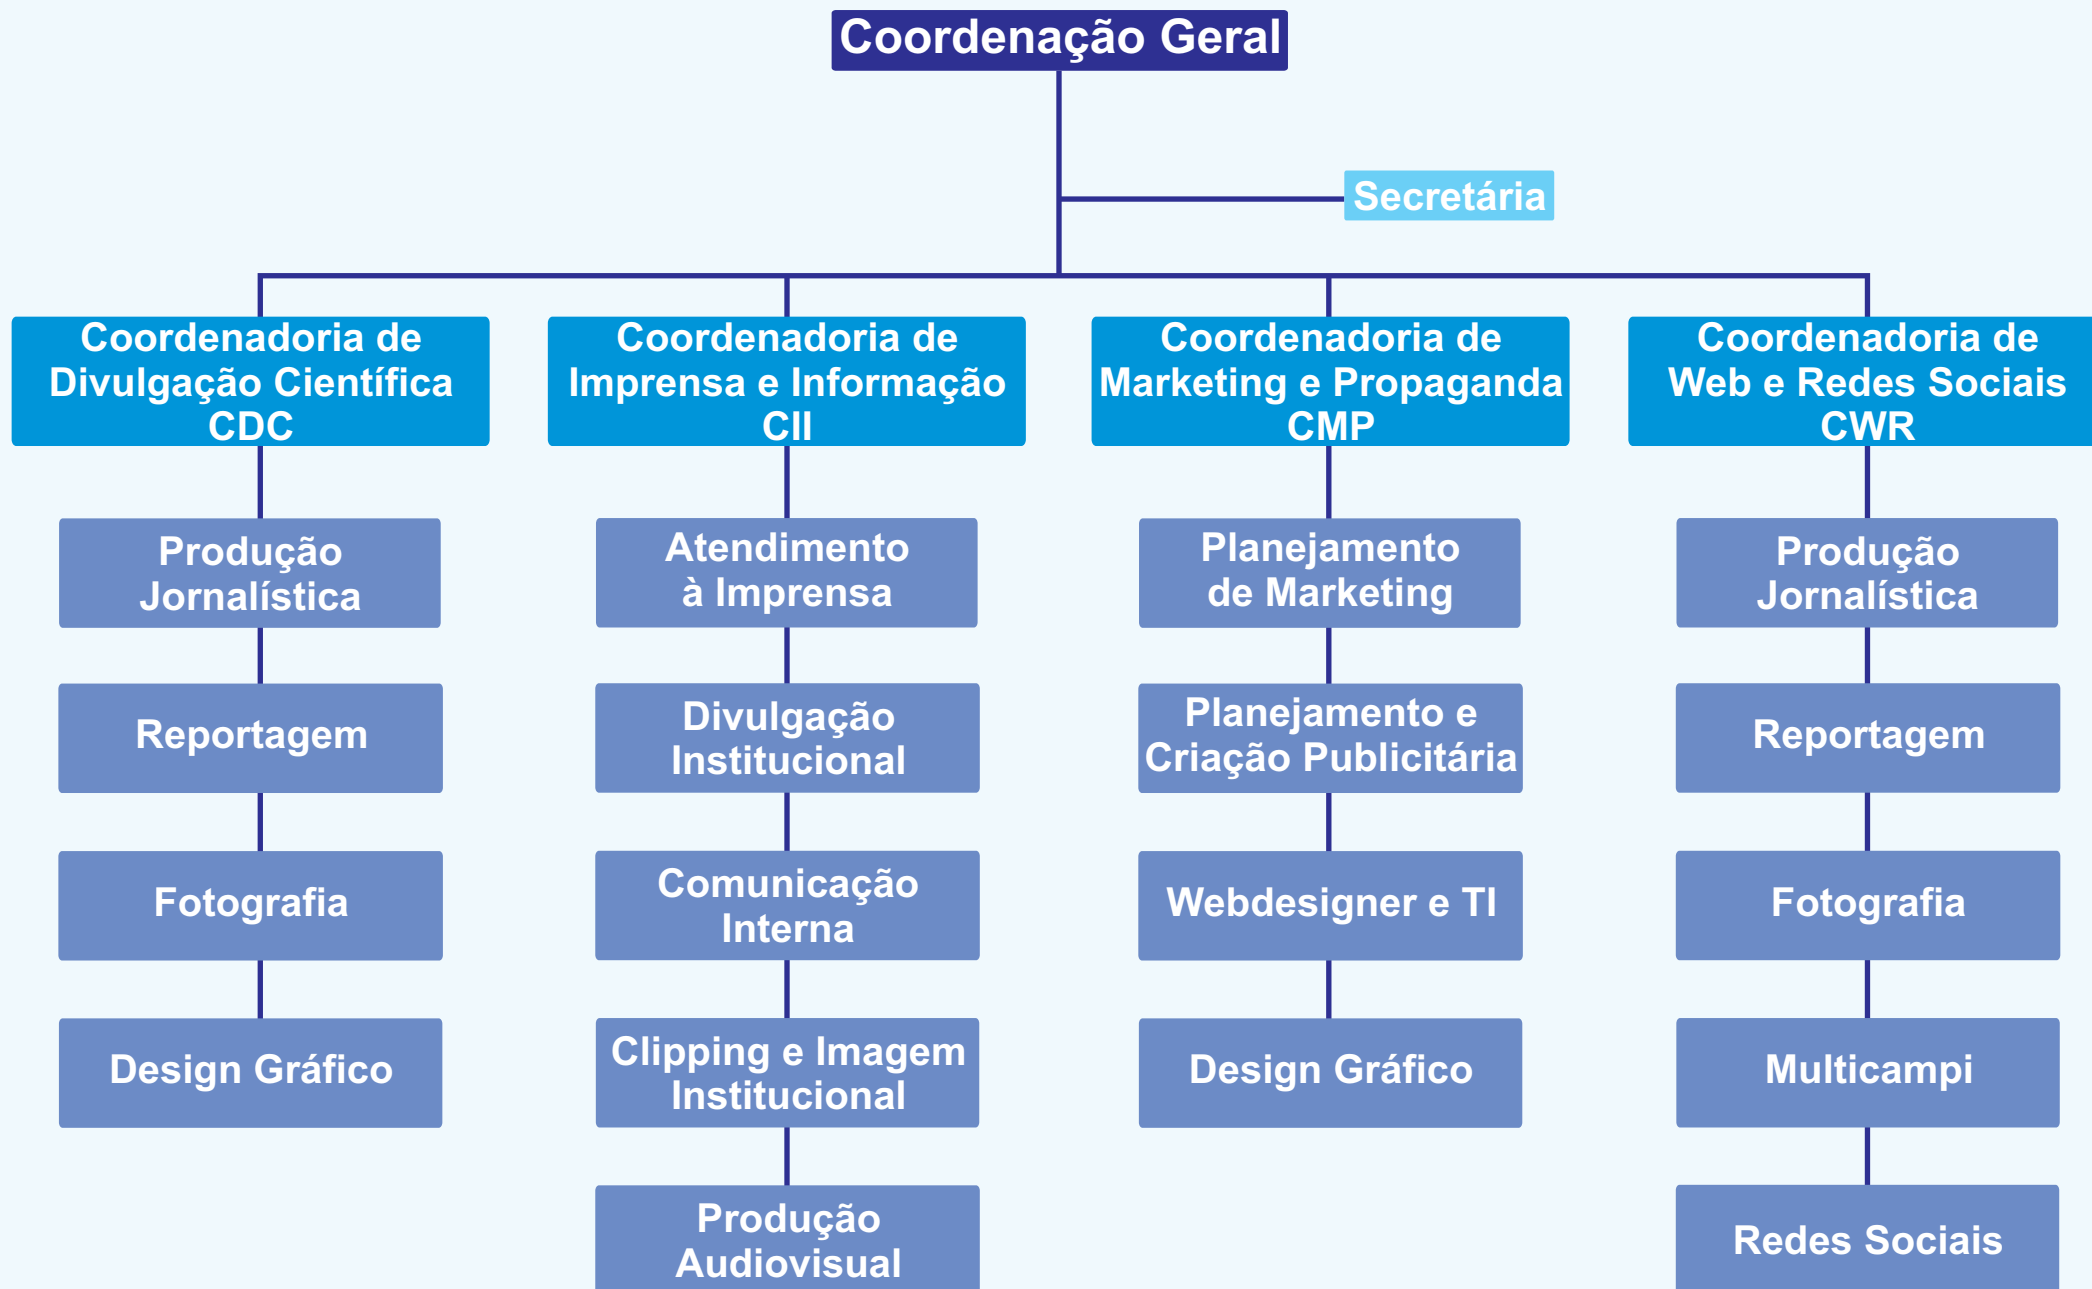 Coordenação Geral
Secretária
Coordenadoria de
Divulgação Científica
CDC
Coordenadoria de
Imprensa e Informação
CII
Coordenadoria de
Marketing e Propaganda
CMP
Coordenadoria de
Web e Redes Sociais
CWR
Produção
Jornalística
Reportagem
Fotografia
Design Gráfico
Atendimento
à Imprensa
Divulgação
Institucional
Comunicação
Interna
Clipping e Imagem
Institucional
Produção
Audiovisual
Planejamento
de Marketing
Planejamento e
Criação Publicitária
Webdesigner e TI
Design Gráfico
Produção
Jornalística
Reportagem
Fotografia
Multicampi
Redes Sociais